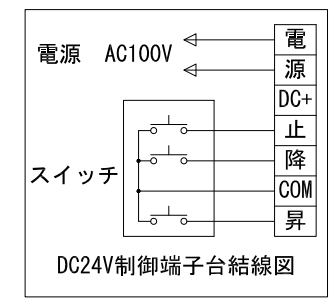 電源 AC100V
電
源
DC+
止
降
COM
昇
スイッチ
DC24V制御端子台結線図